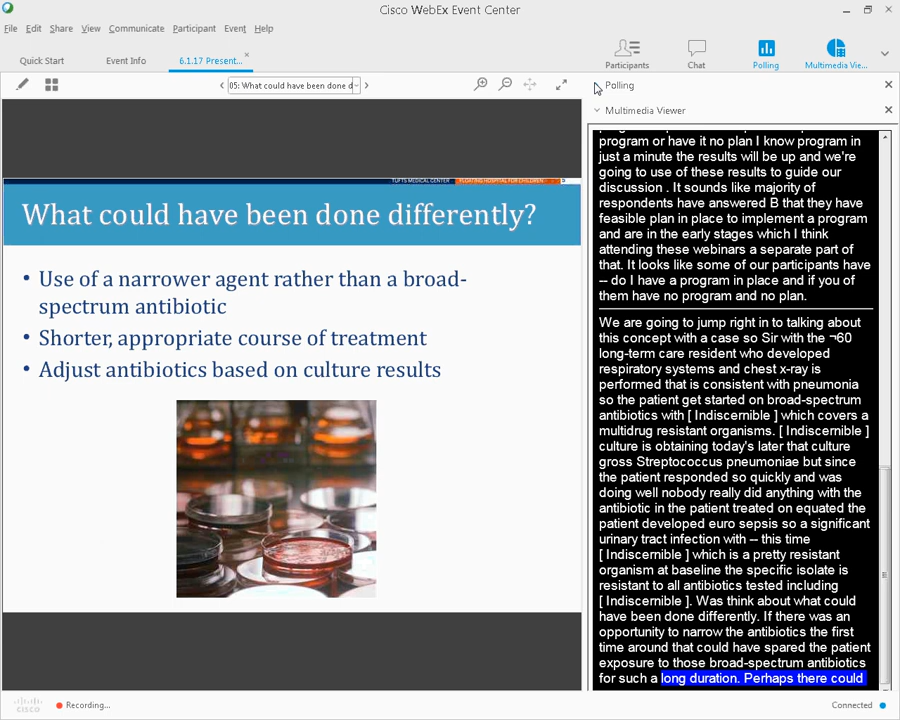 Cisco WebEx Event Center
File Edit Share View Communicate Participant Event Help
Quick Start Event Info 6.1.17 Present...
Participants Chat Polling Multimedia Vie...
05: What could have been done d
Polling
Multimedia Viewer
TUFTS MEDICAL CENTER FLOATING HOSPITAL FOR CHILDREN
What could have been done differently?
• Use of a narrower agent rather than a broad-
spectrum antibiotic
• Shorter, appropriate course of treatment
• Adjust antibiotics based on culture results
program or have it no plan I know program in
just a minute the results will be up and we're
going to use of these results to guide our
discussion . It sounds like majority of
respondents have answered B that they have
feasible plan in place to implement a program
and are in the early stages which I think
attending these webinars a separate part of
that. It looks like some of our participants have
-- do I have a program in place and if you of
them have no program and no plan.
We are going to jump right in to talking about
this concept with a case so Sir with the ¬60
long-term care resident who developed
respiratory systems and chest x-ray is
performed that is consistent with pneumonia
so the patient get started on broad-spectrum
antibiotics with [ Indiscernible ] which covers a
multidrug resistant organisms. [ Indiscernible ]
culture is obtaining today's later that culture
gross Streptococcus pneumoniae but since
the patient responded so quickly and was
doing well nobody really did anything with the
antibiotic in the patient treated on equated the
patient developed euro sepsis so a significant
urinary tract infection with -- this time
[ Indiscernible ] which is a pretty resistant
organism at baseline the specific isolate is
resistant to all antibiotics tested including
[ Indiscernible ]. Was think about what could
have been done differently. If there was an
opportunity to narrow the antibiotics the first
time around that could have spared the patient
exposure to those broad-spectrum antibiotics
for such a long duration. Perhaps there could
cisco Recording...
Connected